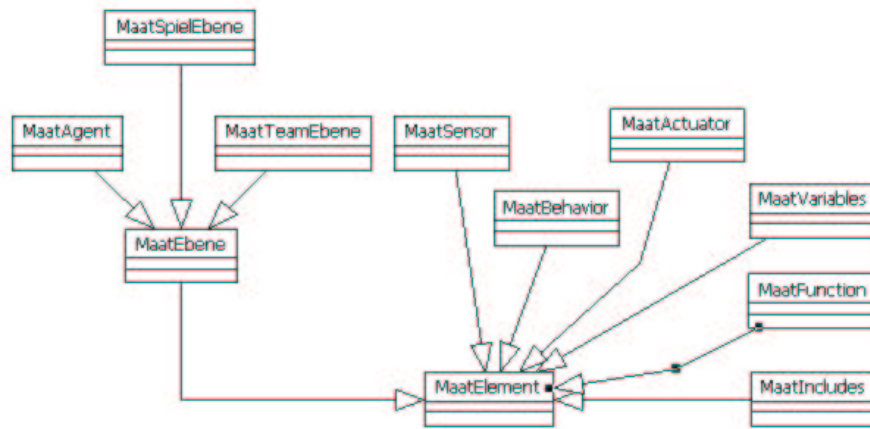 MaatSpielEbene
MaatAgent
MaatTeamEbene
MaatSensor
MaatActuator
MaatBehavior
MaatVariables
MaatEbene
MaatFunction
MaatElement
MaatIncludes